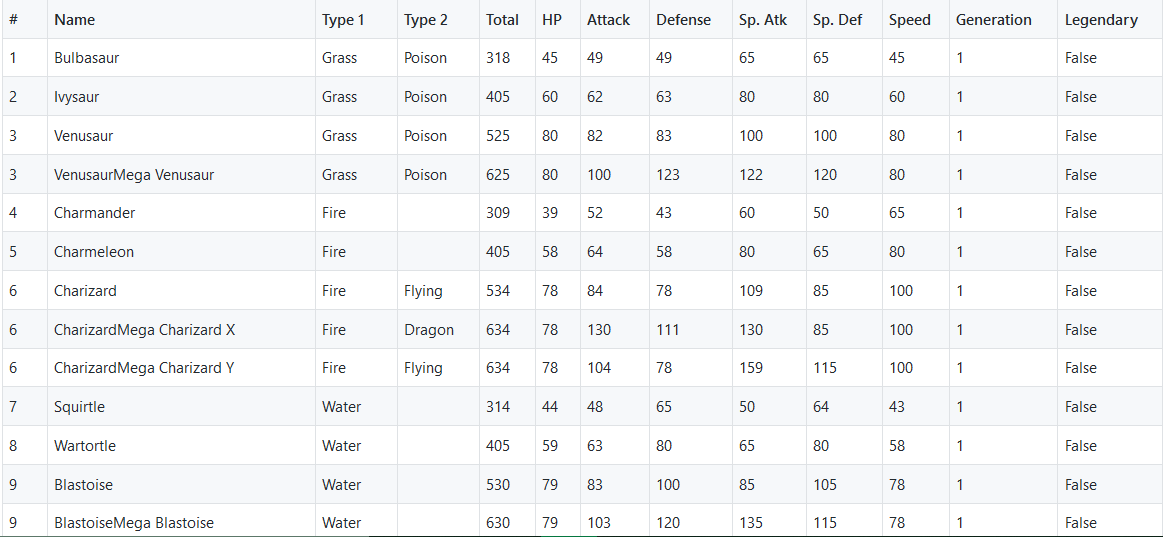 # Name Type 1 Type 2 Total HP Attack Defense Sp. Atk Sp. Def Speed Generation Legendary
1 Bulbasaur Grass Poison 318 45 49 49 65 65 45 1 False
2 Ivysaur Grass Poison 405 60 62 63 80 80 60 1 False
3 Venusaur Grass Poison 525 80 82 83 100 100 80 1 False
3 VenusaurMega Venusaur Grass Poison 625 80 100 123 122 120 80 1 False
4 Charmander Fire 309 39 52 43 60 50 65 1 False
5 Charmeleon Fire 405 58 64 58 80 65 80 1 False
6 Charizard Fire Flying 534 78 84 78 109 85 100 1 False
6 CharizardMega Charizard X Fire Dragon 634 78 130 111 130 85 100 1 False
6 CharizardMega Charizard Y Fire Flying 634 78 104 78 159 115 100 1 False
7 Squirtle Water 314 44 48 65 50 64 43 1 False
8 Wartortle Water 405 59 63 80 65 80 58 1 False
9 Blastoise Water 530 79 83 100 85 105 78 1 False
9 BlastoiseMega Blastoise Water 630 79 103 120 135 115 78 1 False